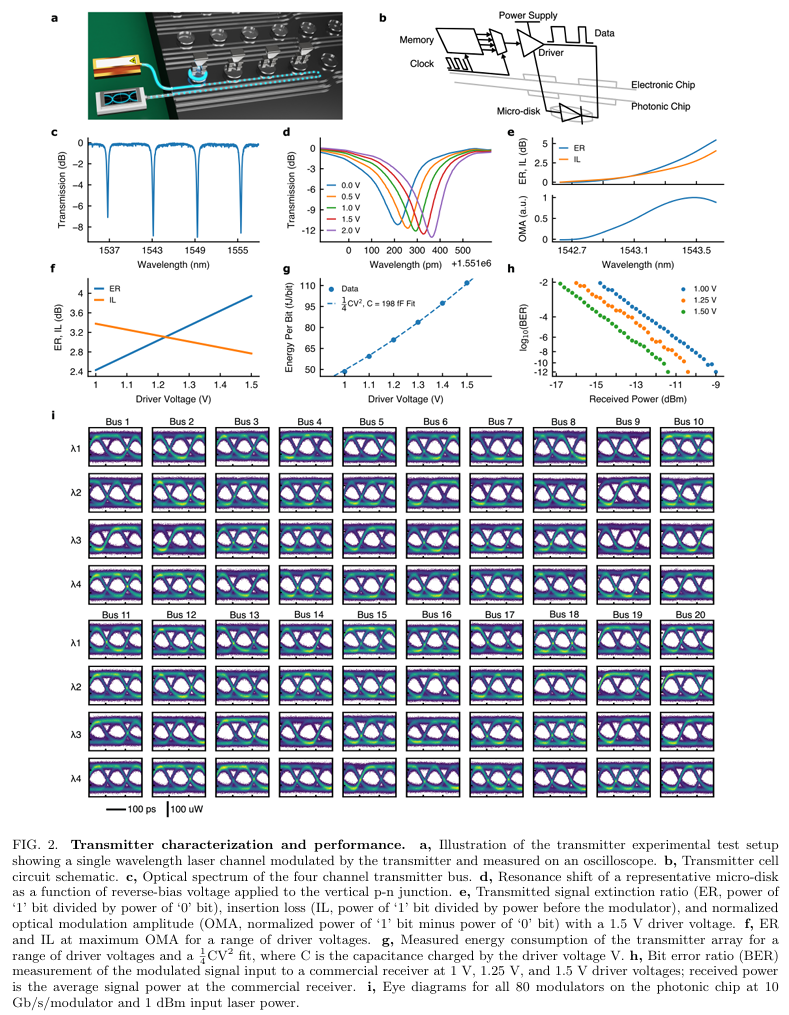 a
b
Power Supply
Data
Memory
Driver
Clock
Electronic Chip
Photonic Chip
Micro-disk
c
0
−2
−4
−6
−8
Transmission (dB)
1537 1543 1549 1555
Wavelength (nm)
d
0
−3
−6
−9
−12
Transmission (dB)
0.0 V
0.5 V
1.0 V
1.5 V
2.0 V
0 100 200 300 400 500
+1.551e6
Wavelength (pm)
e
5
2
0
ER, IL (dB)
ER
IL
1
0
OMA (a.u.)
1542.7 1543.1 1543.5
Wavelength (nm)
f
4
3.6
3.2
2.8
2.4
ER, IL (dB)
ER
IL
1 1.1 1.2 1.3 1.4 1.5
Driver Voltage (V)
g
110
95
80
65
50
Energy Per Bit (fJ/bit)
Data
1/4CV², C = 198 fF Fit
1 1.1 1.2 1.3 1.4 1.5
Driver Voltage (V)
h
-2
-4
-6
-8
-10
-12
log₁₀(BER)
1.00 V
1.25 V
1.50 V
-17 -15 -13 -11 -9
Received Power (dBm)
i
Bus 1 Bus 2 Bus 3 Bus 4 Bus 5 Bus 6 Bus 7 Bus 8 Bus 9 Bus 10
λ1
λ2
λ3
λ4
Bus 11 Bus 12 Bus 13 Bus 14 Bus 15 Bus 16 Bus 17 Bus 18 Bus 19 Bus 20
λ1
λ2
λ3
λ4
100 ps 100 uW
FIG. 2. Transmitter characterization and performance. a, Illustration of the transmitter experimental test setup
showing a single wavelength laser channel modulated by the transmitter and measured on an oscilloscope. b, Transmitter cell
circuit schematic. c, Optical spectrum of the four channel transmitter bus. d, Resonance shift of a representative micro-disk
as a function of reverse-bias voltage applied to the vertical p-n junction. e, Transmitted signal extinction ratio (ER, power of
‘1’ bit divided by power of ‘0’ bit), insertion loss (IL, power of ‘1’ bit divided by power before the modulator), and normalized
optical modulation amplitude (OMA, normalized power of ‘1’ bit minus power of ‘0’ bit) with a 1.5 V driver voltage. f, ER
and IL at maximum OMA for a range of driver voltages. g, Measured energy consumption of the transmitter array for a
range of driver voltages and a 1/4CV² fit, where C is the capacitance charged by the driver voltage V. h, Bit error ratio (BER)
measurement of the modulated signal input to a commercial receiver at 1 V, 1.25 V, and 1.5 V driver voltages; received power
is the average signal power at the commercial receiver. i, Eye diagrams for all 80 modulators on the photonic chip at 10
Gb/s/modulator and 1 dBm input laser power.